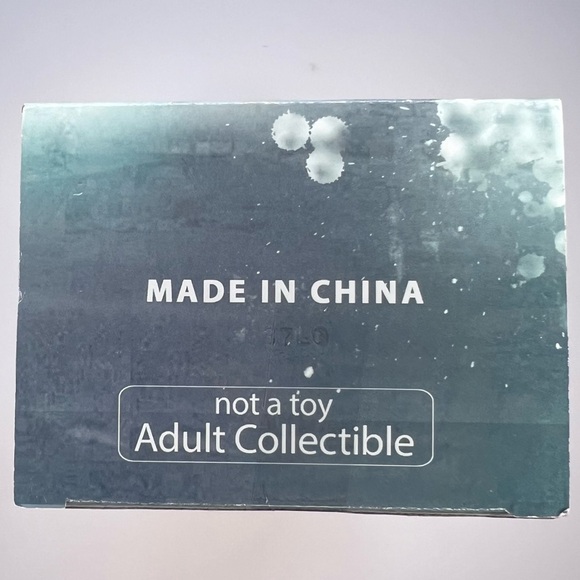 MADE IN CHINA
not a toy
Adult Collectible